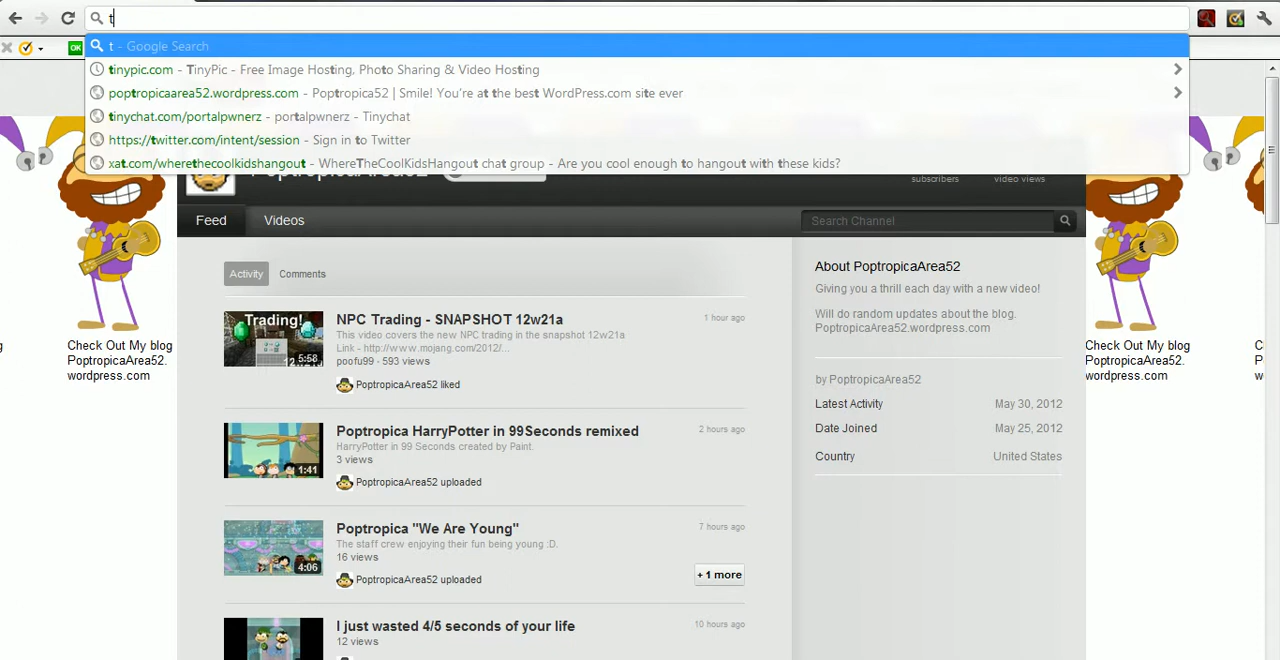 t
OK
t - Google Search
tinypic.com - TinyPic - Free Image Hosting, Photo Sharing & Video Hosting
poptropicaarea52.wordpress.com - Poptropica52 | Smile! You're at the best WordPress.com site ever
tinychat.com/portalpwnerz - portalpwnerz - Tinychat
https://twitter.com/intent/session - Sign in to Twitter
xat.com/wherethecoolkidshangout - WhereTheCoolKidsHangout chat group - Are you cool enough to hangout with these kids?
PoptropicaArea52
subscribers
video views
Feed
Videos
Search Channel
Activity
Comments
Trading!
5:58
NPC Trading - SNAPSHOT 12w21a
1 hour ago
This video covers the new NPC trading in the snapshot 12w21a
Link - http://www.mojang.com/2012/...
poofu99 - 593 views
PoptropicaArea52 liked
1:41
Poptropica HarryPotter in 99Seconds remixed
2 hours ago
HarryPotter in 99 Seconds created by Paint.
3 views
PoptropicaArea52 uploaded
4:06
Poptropica "We Are Young"
7 hours ago
The staff crew enjoying their fun being young :D.
16 views
PoptropicaArea52 uploaded
+ 1 more
I just wasted 4/5 seconds of your life
10 hours ago
12 views
About PoptropicaArea52
Giving you a thrill each day with a new video!
Will do random updates about the blog.
PoptropicaArea52.wordpress.com
by PoptropicaArea52
Latest Activity May 30, 2012
Date Joined May 25, 2012
Country United States
Check Out My blog
PoptropicaArea52.
wordpress.com
Check Out My blog
PoptropicaArea52.
wordpress.com